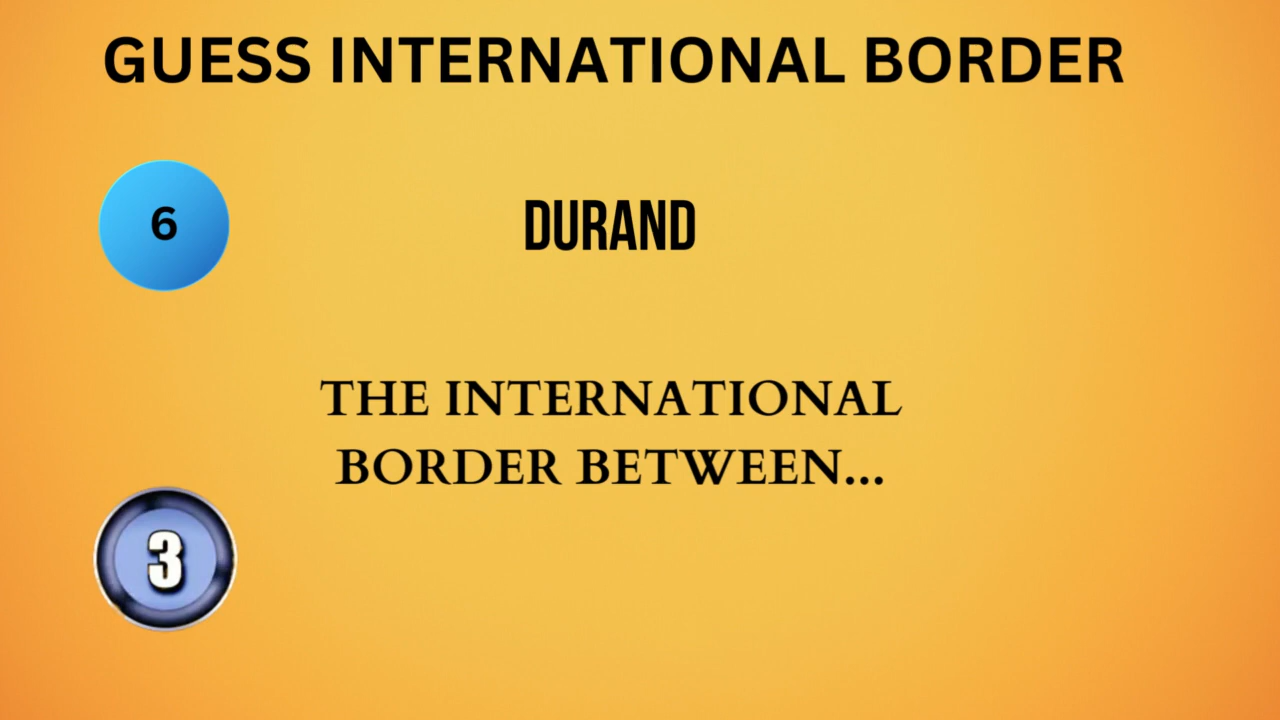 GUESS INTERNATIONAL BORDER
6
DURAND
THE INTERNATIONAL
BORDER BETWEEN...
3